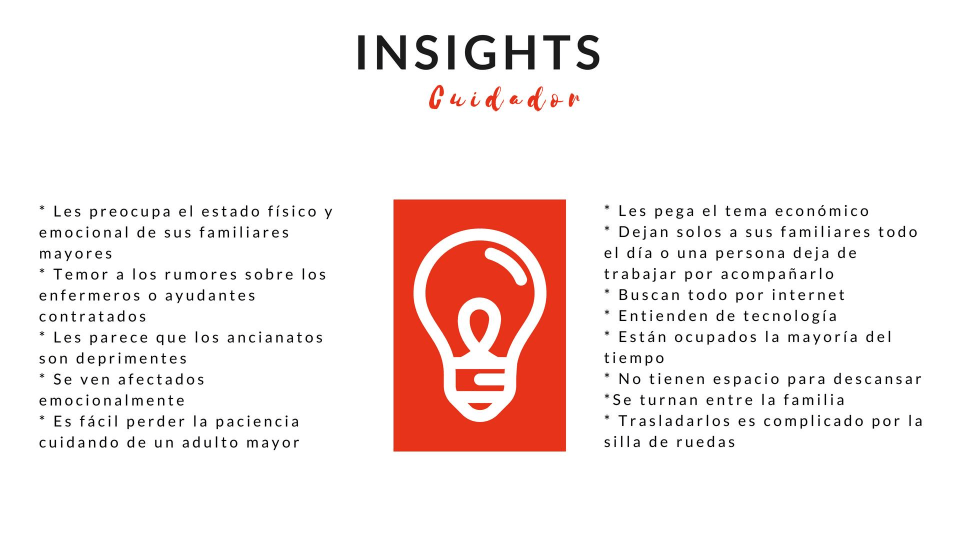 INSIGHTS
Cuidador
* Les preocupa el estado físico y
emocional de sus familiares
mayores
* Temor a los rumores sobre los
enfermeros o ayudantes
contratados
* Les parece que los ancianatos
son deprimentes
* Se ven afectados
emocionalmente
* Es fácil perder la paciencia
cuidando de un adulto mayor
* Les pega el tema económico
* Dejan solos a sus familiares todo
el día o una persona deja de
trabajar por acompañarlo
* Buscan todo por internet
* Entienden de tecnología
* Están ocupados la mayoría del
tiempo
* No tienen espacio para descansar
*Se turnan entre la familia
* Trasladarlos es complicado por la
silla de ruedas